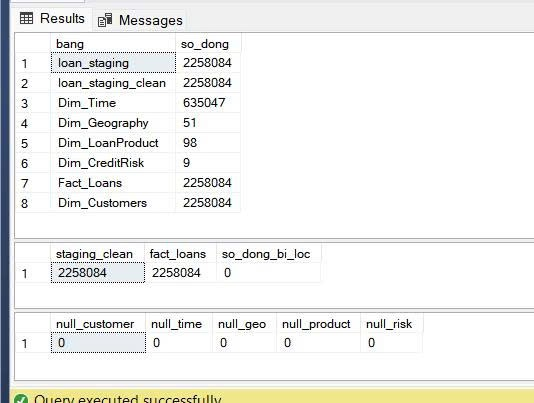 Results Messages
bang so_dong
1 loan_staging 2258084
2 loan_staging_clean 2258084
3 Dim_Time 635047
4 Dim_Geography 51
5 Dim_LoanProduct 98
6 Dim_CreditRisk 9
7 Fact_Loans 2258084
8 Dim_Customers 2258084
staging_clean fact_loans so_dong_bi_loc
1 2258084 2258084 0
null_customer null_time null_geo null_product null_risk
1 0 0 0 0 0
Query executed successfully